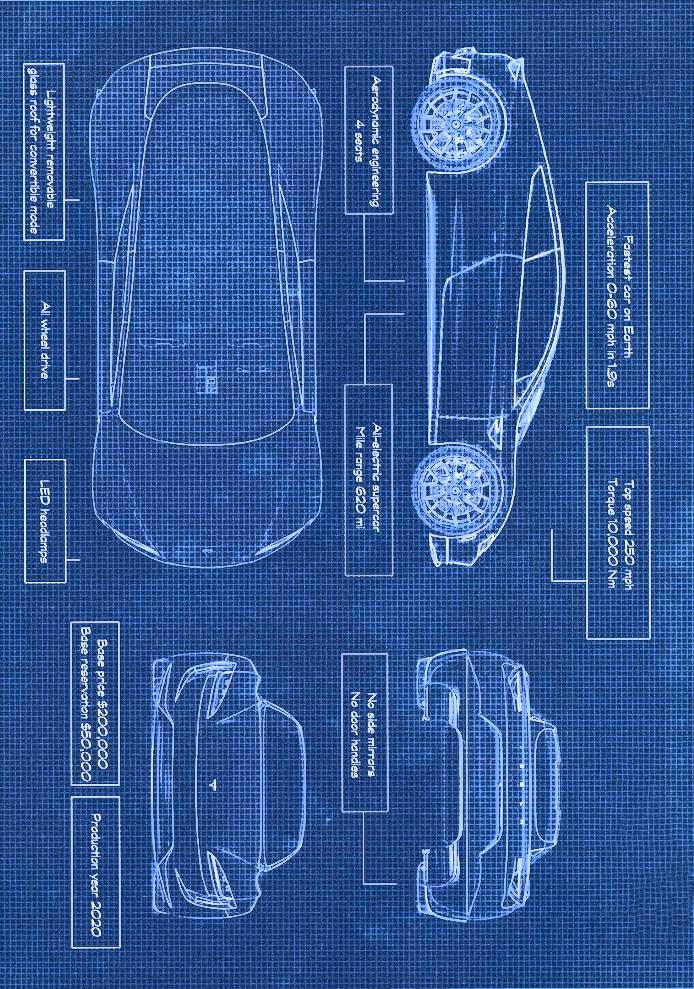 Fastest car on Earth
Acceleration 0-60 mph in 1.9s
Top speed 250 mph
Torque 10,000 Nm
Aerodynamic engineering
4 seats
All-electric supercar
Mile range 620 mi
No side mirrors
No door handles
Lightweight removable
glass roof for convertible mode
All wheel drive
LED headlamps
Base price $200,000
Base reservation $50,000
Production year 2020